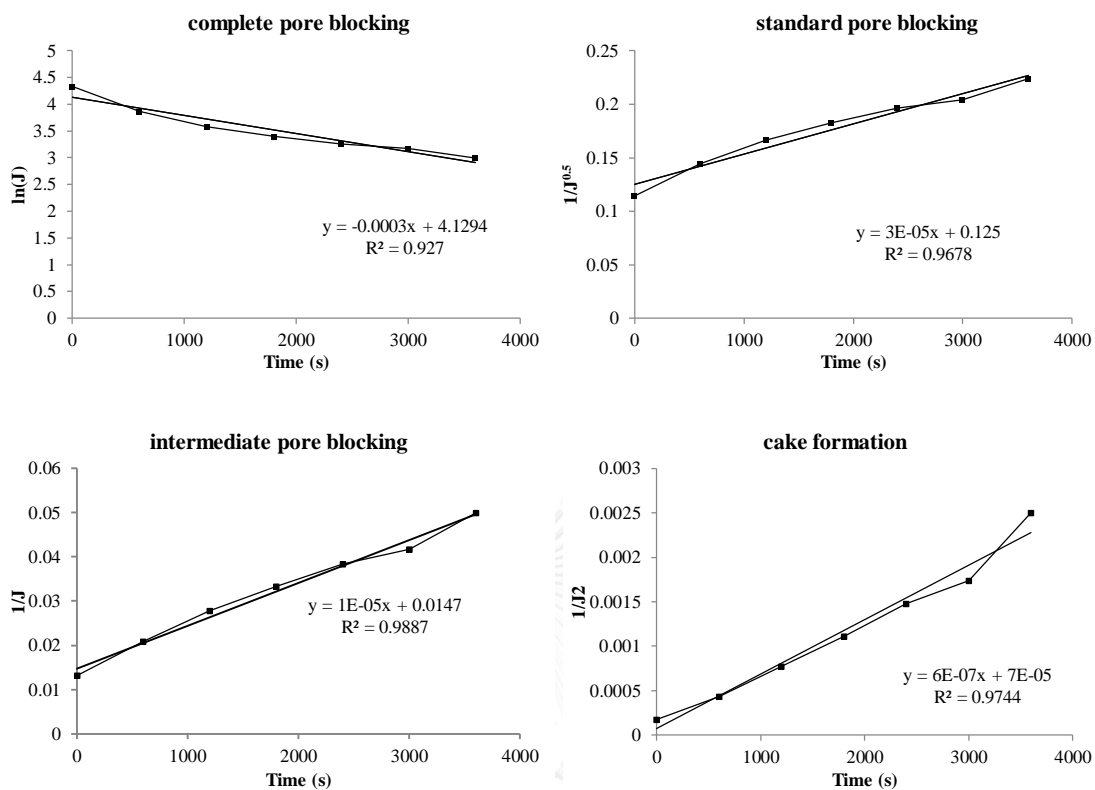 complete pore blocking
5
4.5
4
3.5
3
2.5
2
1.5
1
0.5
0
ln(J)
y = -0.0003x + 4.1294
R² = 0.927
0 1000 2000 3000 4000
Time (s)
standard pore blocking
0.25
0.2
0.15
0.1
0.05
0
1/J^0.5
y = 3E-05x + 0.125
R² = 0.9678
0 1000 2000 3000 4000
Time (s)
intermediate pore blocking
0.06
0.05
0.04
0.03
0.02
0.01
0
1/J
y = 1E-05x + 0.0147
R² = 0.9887
0 1000 2000 3000 4000
Time (s)
cake formation
0.003
0.0025
0.002
0.0015
0.001
0.0005
0
1/J2
y = 6E-07x + 7E-05
R² = 0.9744
0 1000 2000 3000 4000
Time (s)